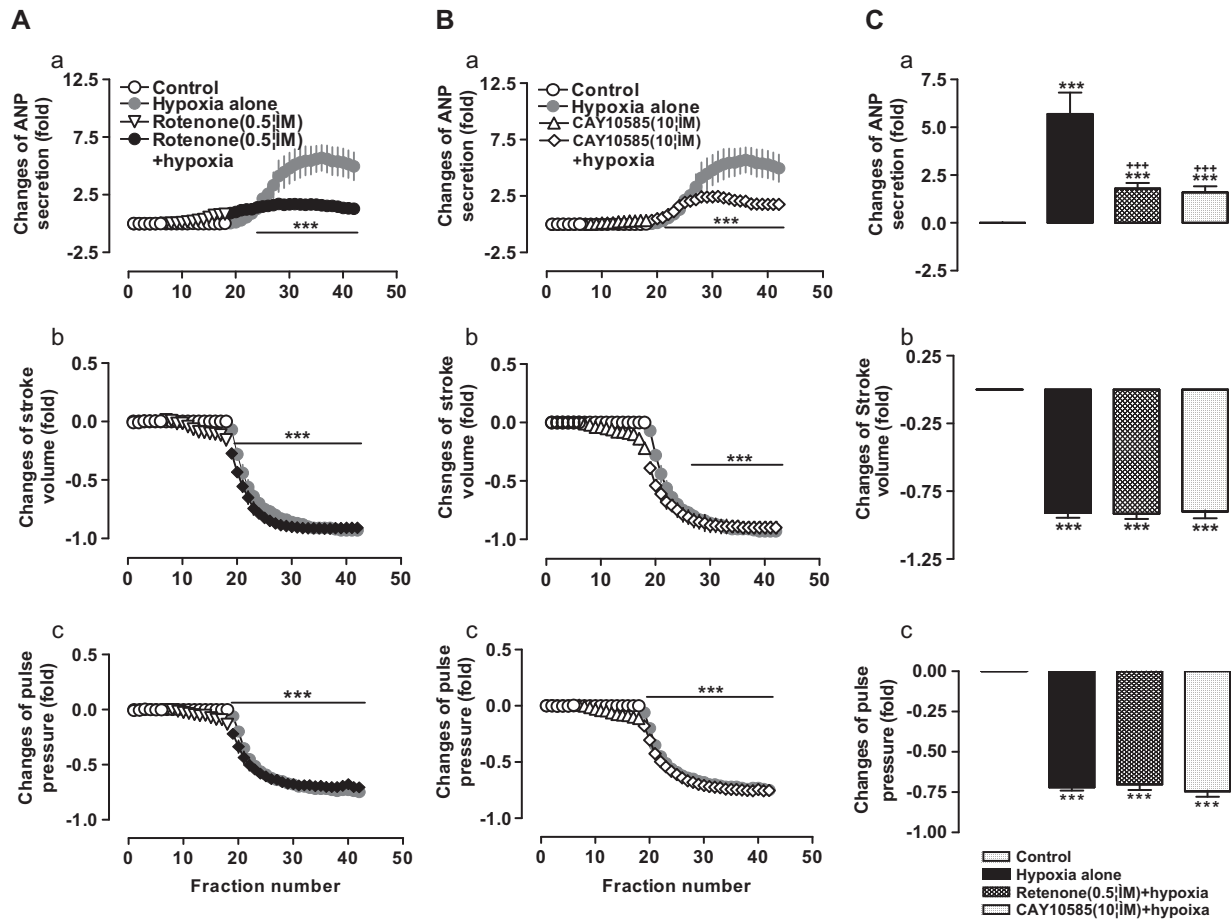 A
a
Changes of ANP
secretion (fold)
12.5
7.5
2.5
-2.5
Control
Hypoxia alone
Rotenone(0.5¦ÌM)
Rotenone(0.5¦ÌM)
+hypoxia
***
0 10 20 30 40 50
b
Changes of stroke
volume (fold)
0.5
0.0
-0.5
-1.0
***
0 10 20 30 40 50
c
Changes of pulse
pressure (fold)
0.5
0.0
-0.5
-1.0
***
0 10 20 30 40 50
Fraction number
B
a
Changes of ANP
secretion (fold)
12.5
7.5
2.5
-2.5
Control
Hypoxia alone
CAY10585(10¦ÌM)
CAY10585(10¦ÌM)
+hypoxia
***
0 10 20 30 40 50
b
Chsnges of stroke
volume (fold)
0.5
0.0
-0.5
-1.0
***
0 10 20 30 40 50
c
Changes of pulse
pressure (fold)
0.5
0.0
-0.5
-1.0
***
0 10 20 30 40 50
Fraction number
C
a
Changes of ANP
secretion (fold)
7.5
5.0
2.5
0.0
-2.5
***
+++
***
+++
***
b
Changes of Stroke
volume (fold)
0.25
-0.25
-0.75
-1.25
***
***
***
c
Changes of pulse
pressure (fold)
0.00
-0.25
-0.50
-0.75
-1.00
***
***
***
Control
Hypoxia alone
Retenone(0.5¦ÌM)+hypoxia
CAY10585(10¦ÌM)+hypoixa